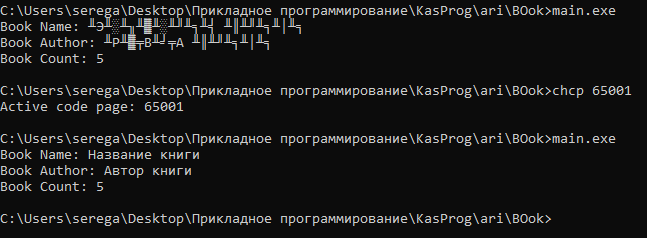 C:\Users\serega\Desktop\Прикладное программирование\KasProg\ari\BOok>main.exe
Book Name: ╨Э╨░╨╖╨▓╨░╨╜╨╕╨╡ ╨║╨╜╨╕╨│╨╕
Book Author: ╨Р╨▓╤В╨╛╤А ╨║╨╜╨╕╨│╨╕
Book Count: 5
C:\Users\serega\Desktop\Прикладное программирование\KasProg\ari\BOok>chcp 65001
Active code page: 65001
C:\Users\serega\Desktop\Прикладное программирование\KasProg\ari\BOok>main.exe
Book Name: Название книги
Book Author: Автор книги
Book Count: 5
C:\Users\serega\Desktop\Прикладное программирование\KasProg\ari\BOok>